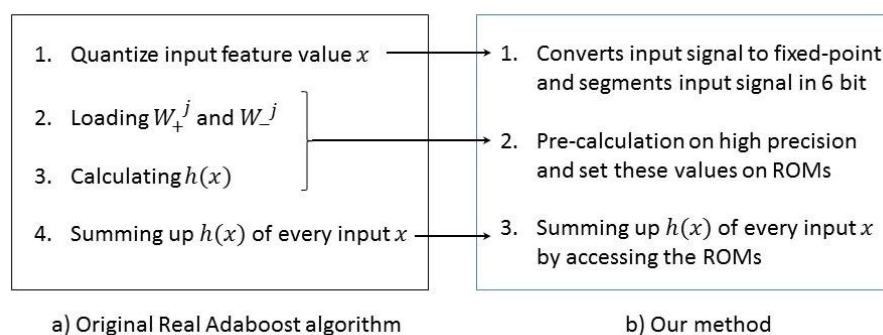 1. Quantize input feature value x
2. Loading W₊ʲ and W₋ʲ
3. Calculating h(x)
4. Summing up h(x) of every input x
a) Original Real Adaboost algorithm
1. Converts input signal to fixed-point
and segments input signal in 6 bit
2. Pre-calculation on high precision
and set these values on ROMs
3. Summing up h(x) of every input x
by accessing the ROMs
b) Our method